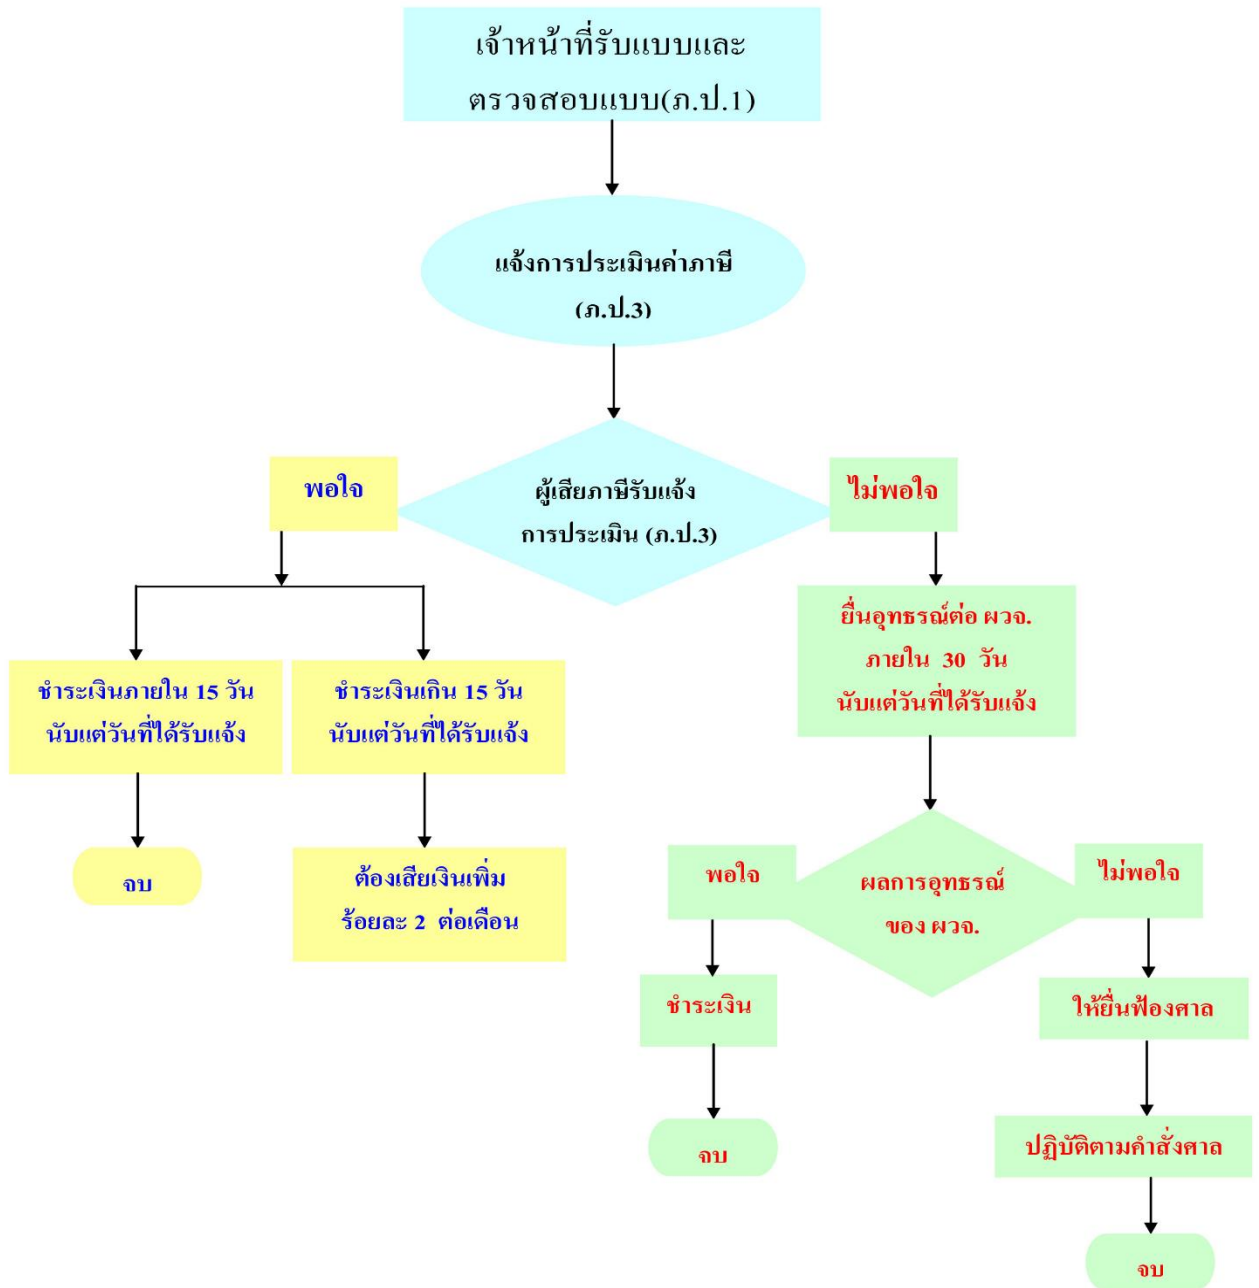 เจ้าหน้าที่รับแบบและ
ตรวจสอบแบบ(ภ.ป.1)
แจ้งการประเมินค่าภาษี
(ภ.ป.3)
ผู้เสียภาษีรับแจ้ง
การประเมิน (ภ.ป.3)
พอใจ
ไม่พอใจ
ชำระเงินภายใน 15 วัน
นับแต่วันที่ได้รับแจ้ง
ชำระเงินเกิน 15 วัน
นับแต่วันที่ได้รับแจ้ง
จบ
ต้องเสียเงินเพิ่ม
ร้อยละ 2 ต่อเดือน
ยื่นอุทธรณ์ต่อ ผวจ.
ภายใน 30 วัน
นับแต่วันที่ได้รับแจ้ง
ผลการอุทธรณ์
ของ ผวจ.
พอใจ
ไม่พอใจ
ชำระเงิน
จบ
ให้ยื่นฟ้องศาล
ปฏิบัติตามคำสั่งศาล
จบ